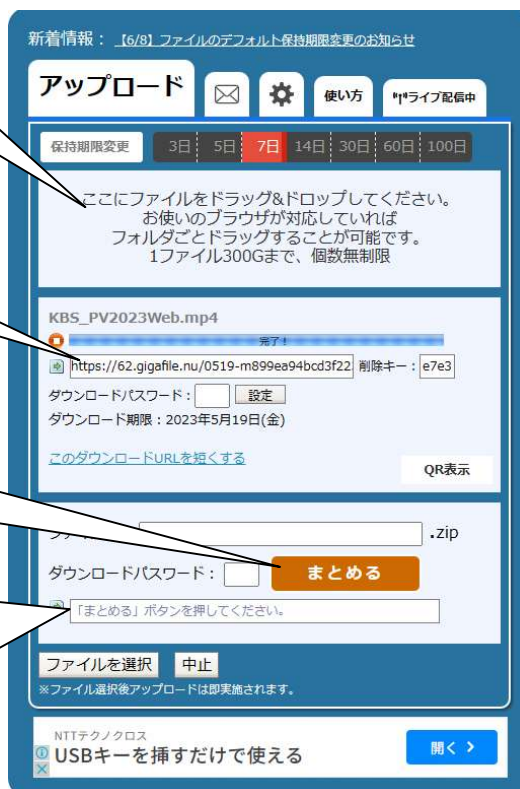 新着情報： 【6/8】ファイルのデフォルト保持期限変更のお知らせ
アップロード
使い方
ライブ配信中
保持期限変更 3日 5日 7日 14日 30日 60日 100日
ここにファイルをドラッグ&ドロップしてください。
お使いのブラウザが対応していれば
フォルダごとドラッグすることが可能です。
1ファイル300Gまで、個数無制限
KBS_PV2023Web.mp4
完了！
https://62.gigafile.nu/0519-m899ea94bcd3f22 削除キー： e7e3
ダウンロードパスワード： 設定
ダウンロード期限：2023年5月19日(金)
このダウンロードURLを短くする
QR表示
.zip
ダウンロードパスワード： まとめる
「まとめる」ボタンを押してください。
ファイルを選択 中止
※ファイル選択後アップロードは即実施されます。
NTTテクノクロス
USBキーを挿すだけで使える
開く